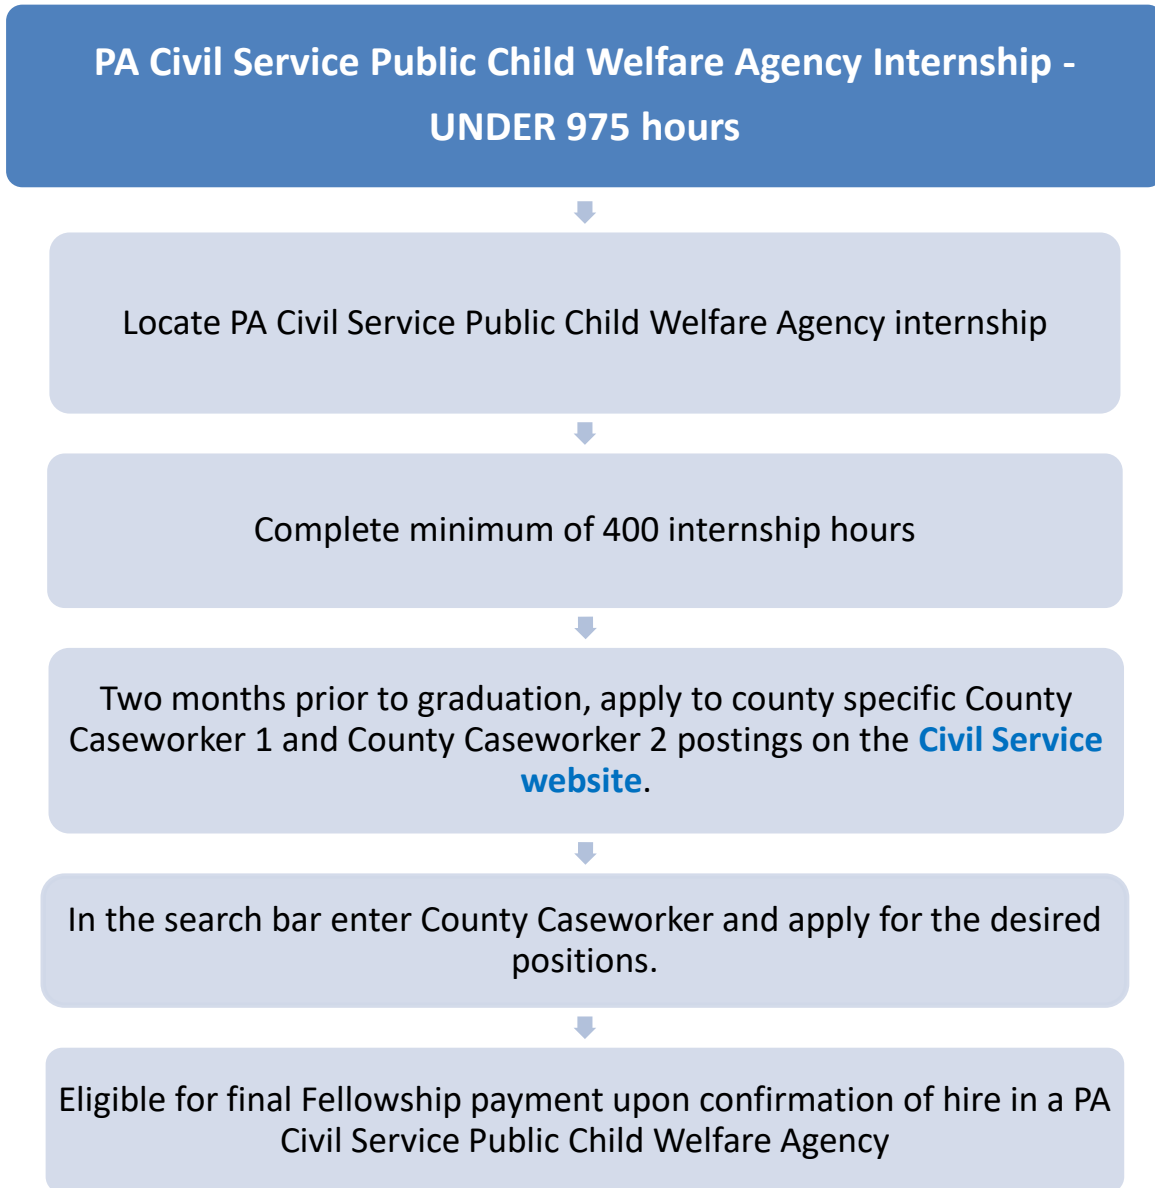 PA Civil Service Public Child Welfare Agency Internship -
UNDER 975 hours
Locate PA Civil Service Public Child Welfare Agency internship
Complete minimum of 400 internship hours
Two months prior to graduation, apply to county specific County
Caseworker 1 and County Caseworker 2 postings on the Civil Service
website.
In the search bar enter County Caseworker and apply for the desired
positions.
Eligible for final Fellowship payment upon confirmation of hire in a PA
Civil Service Public Child Welfare Agency